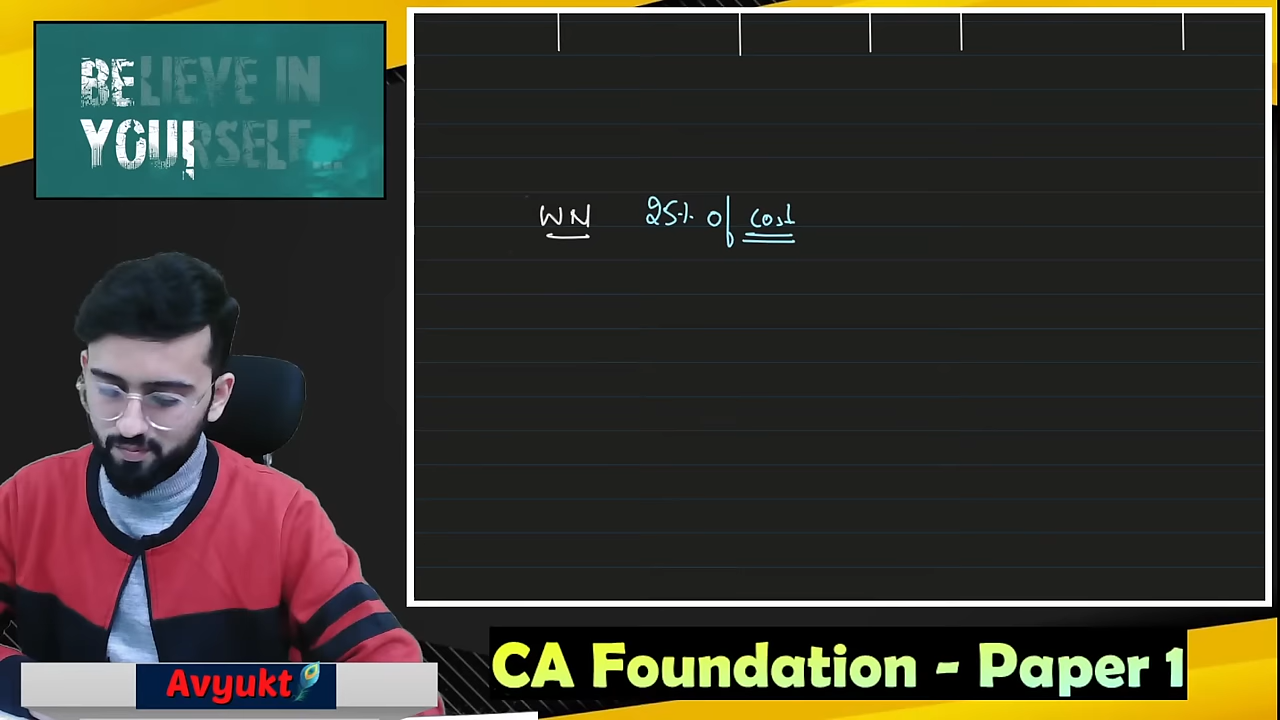 BELIEVE IN
YOURSELF...
WN 25% of cost
Avyukt
CA Foundation - Paper 1